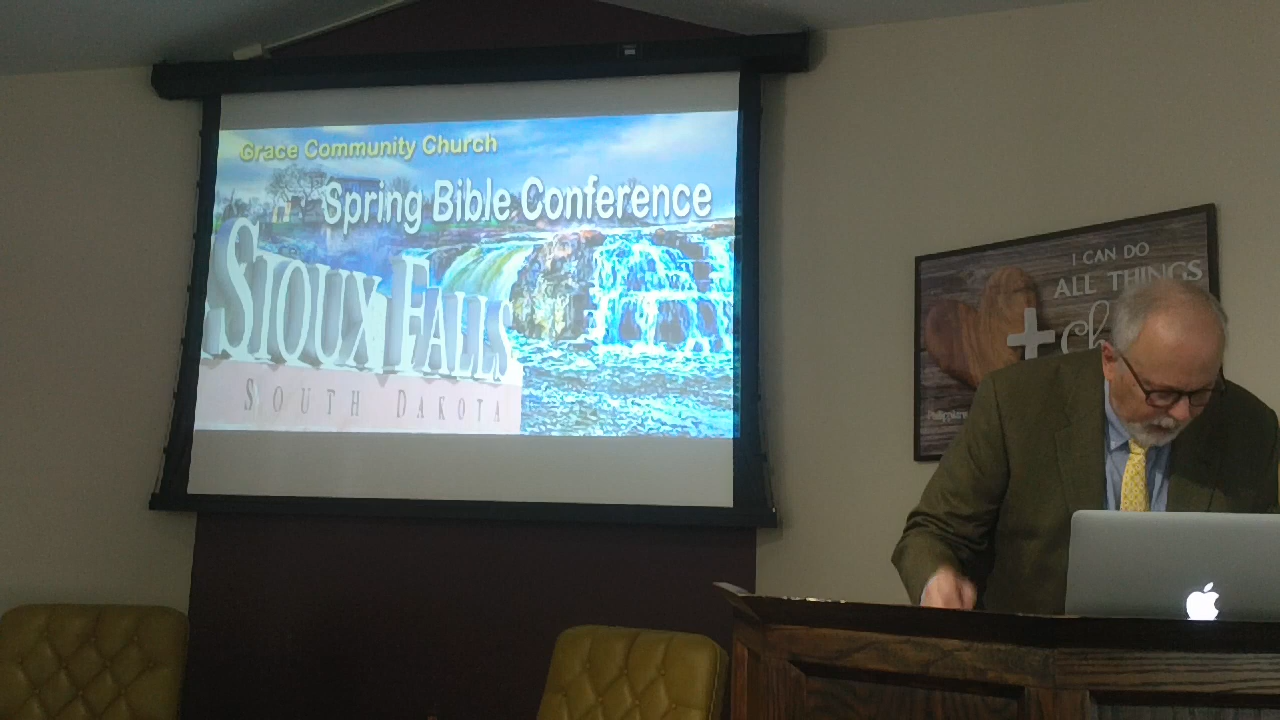 Grace Community Church
Spring Bible Conference
SIOUX FALLS
SOUTH DAKOTA
I CAN DO
ALL THINGS